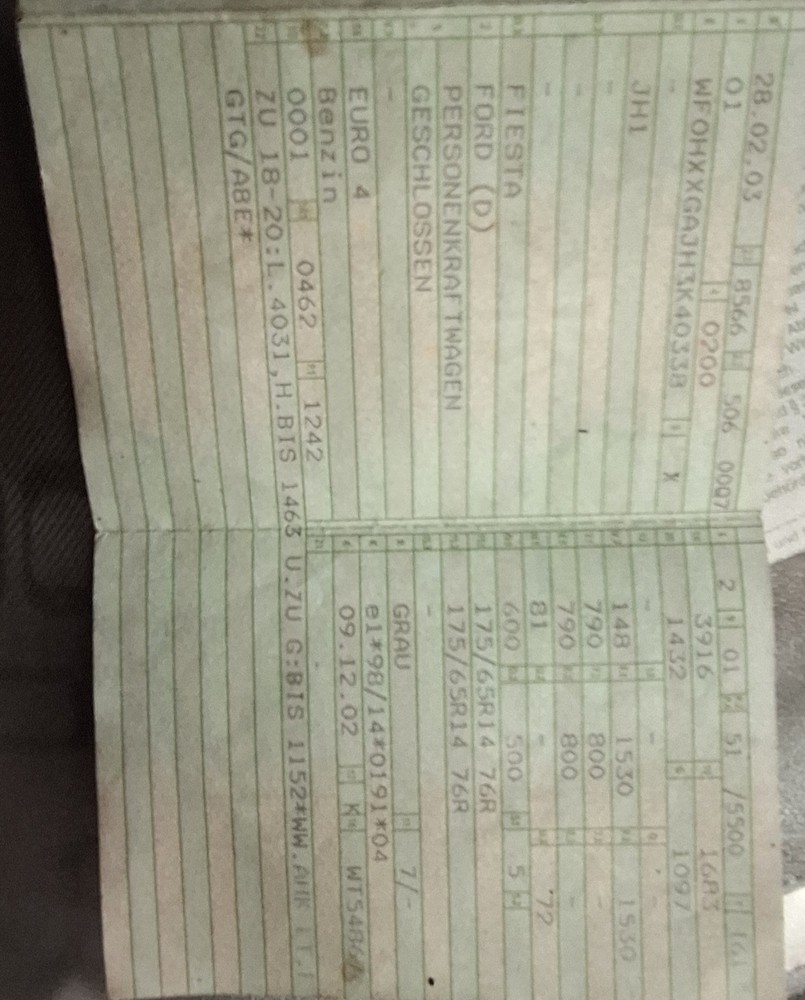 28.02.03 8566 506 0007
01 0200
WF0HXXGAJH3K40338 X
-
JH1
-
-
-
-
FIESTA
FORD (D)
PERSONENKRAFTWAGEN
GESCHLOSSEN
-
EURO 4
Benzin
0001 0462 1242
2 01 51 /5500
3916 1683
1432 1097
- - -
148 1530 1530
790 800 -
790 800 -
81 - 72
600 500 5
175/65R14 76R
175/65R14 76R
-
GRAU 7/-
e1*98/14*0191*04
09.12.02 K
ZU 18-20:L.4031,H.BIS 1463 U.ZU G:BIS 1152*WW.AHK
GTG/ABE*